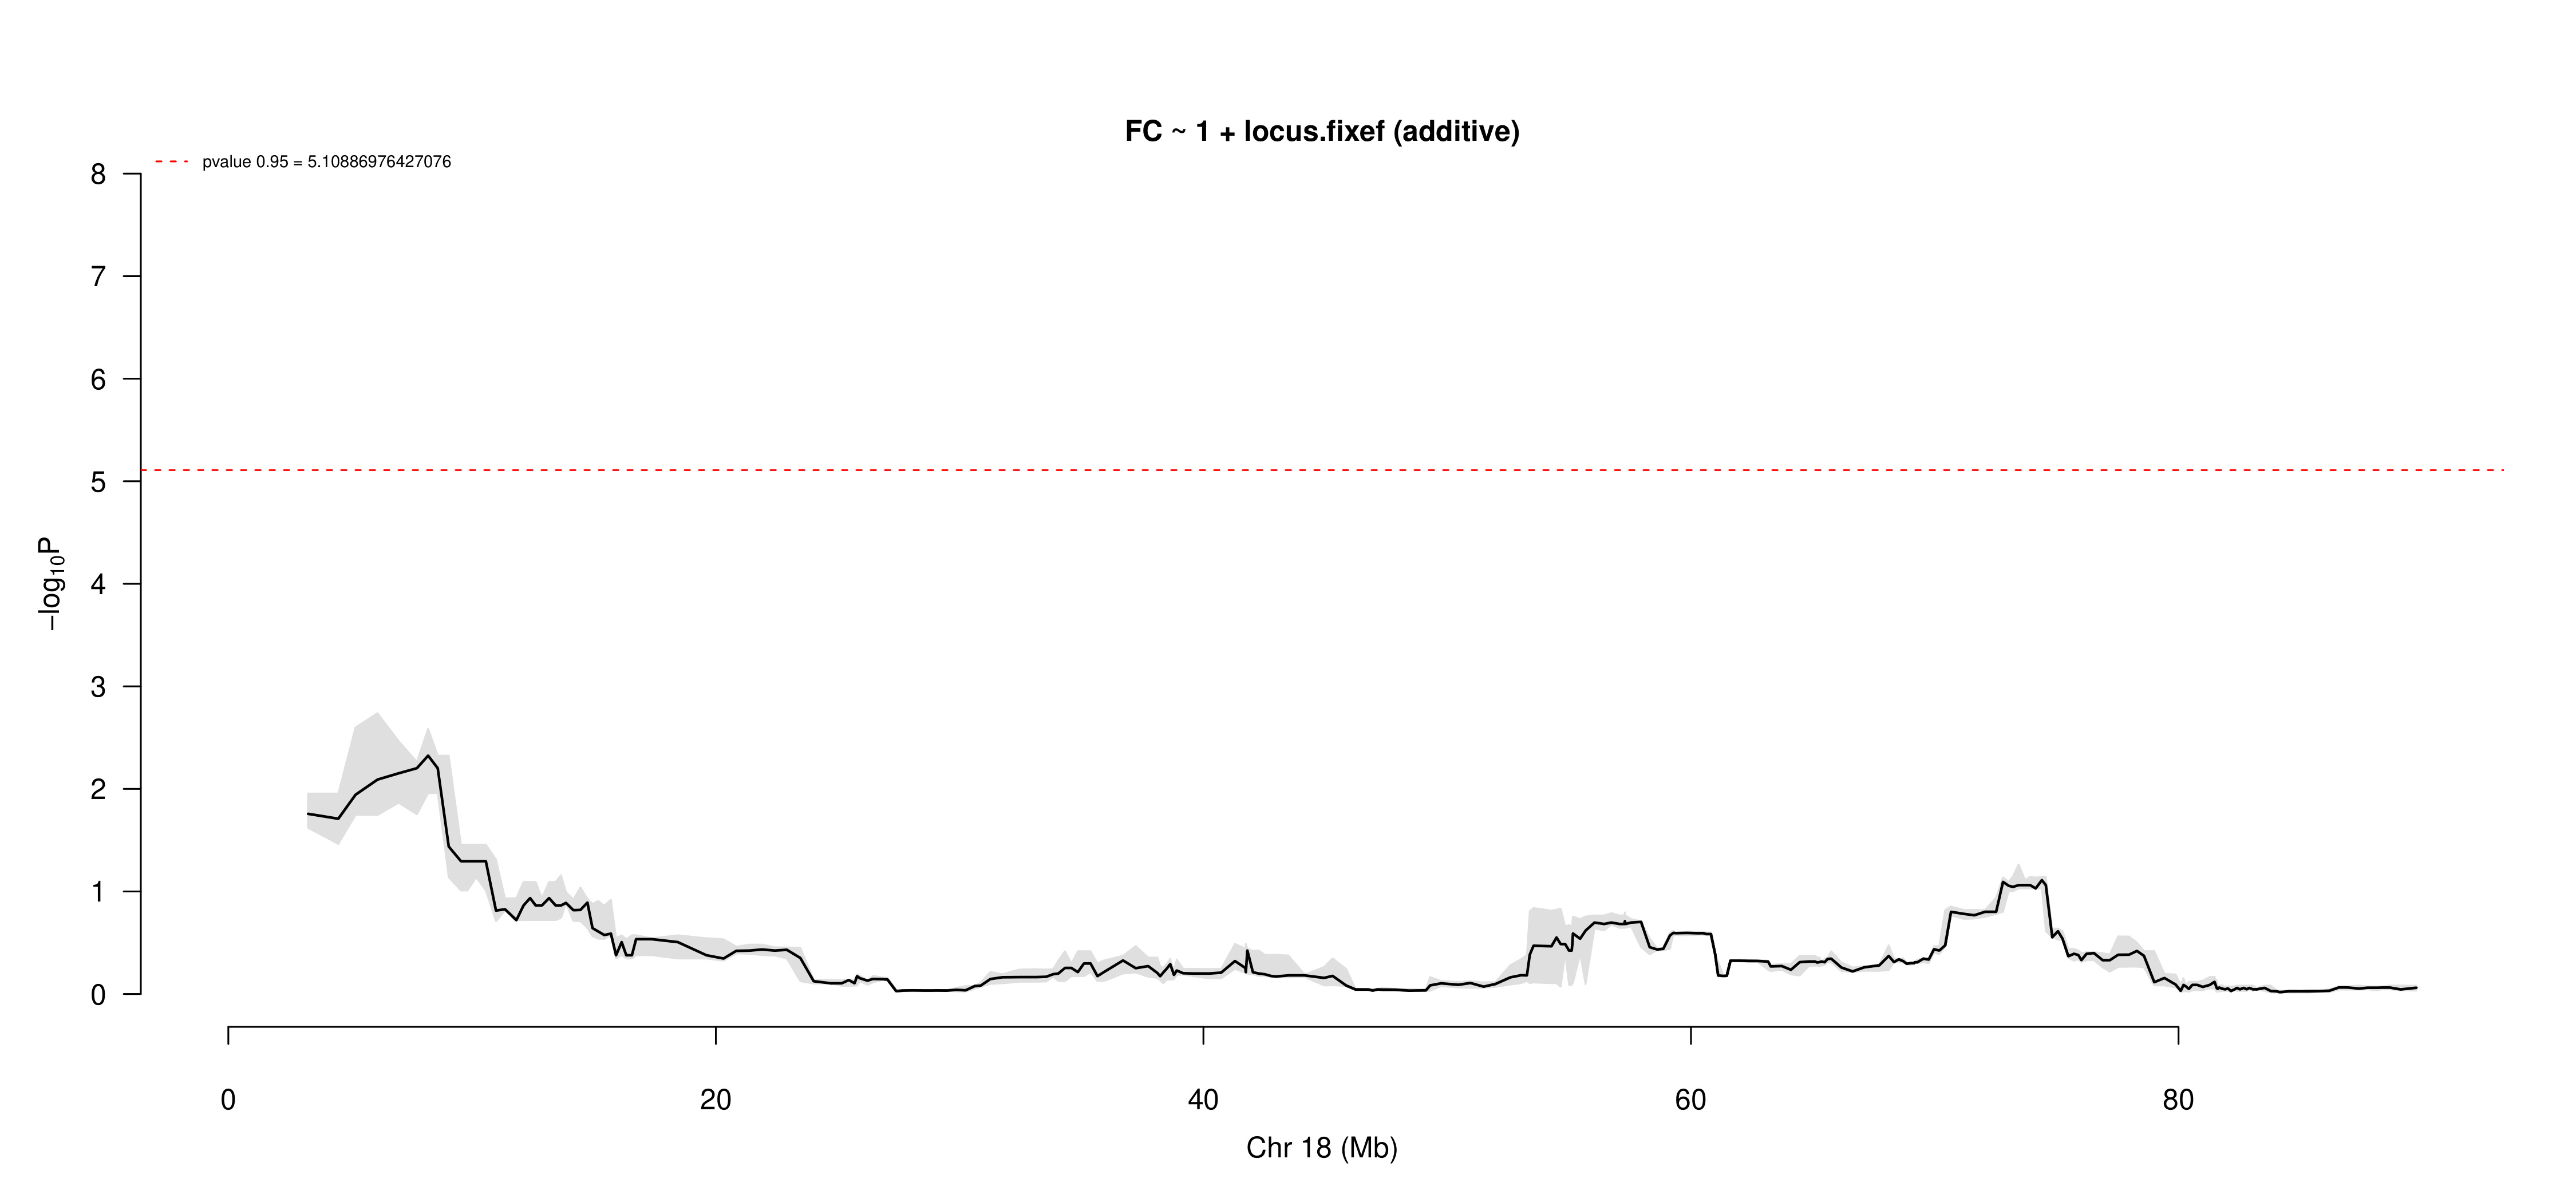 FC ~ 1 + locus.fixef (additive)
pvalue 0.95 = 5.10886976427076
8
7
6
5
4
3
2
1
0
−log10P
0 20 40 60 80
Chr 18 (Mb)